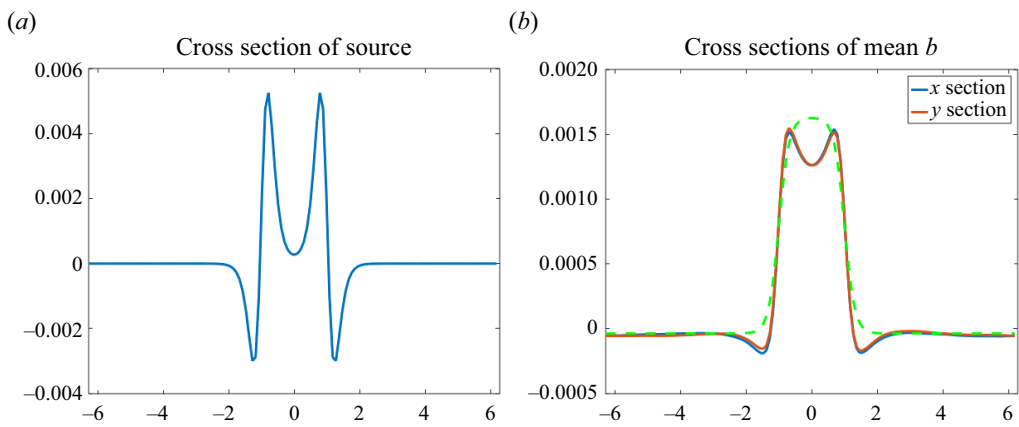 (a)
Cross section of source
0.006
0.004
0.002
0
–0.002
–0.004
–6 –4 –2 0 2 4 6
(b)
Cross sections of mean b
0.0020
0.0015
0.0010
0.0005
0
–0.0005
–6 –4 –2 0 2 4 6
x section
y section